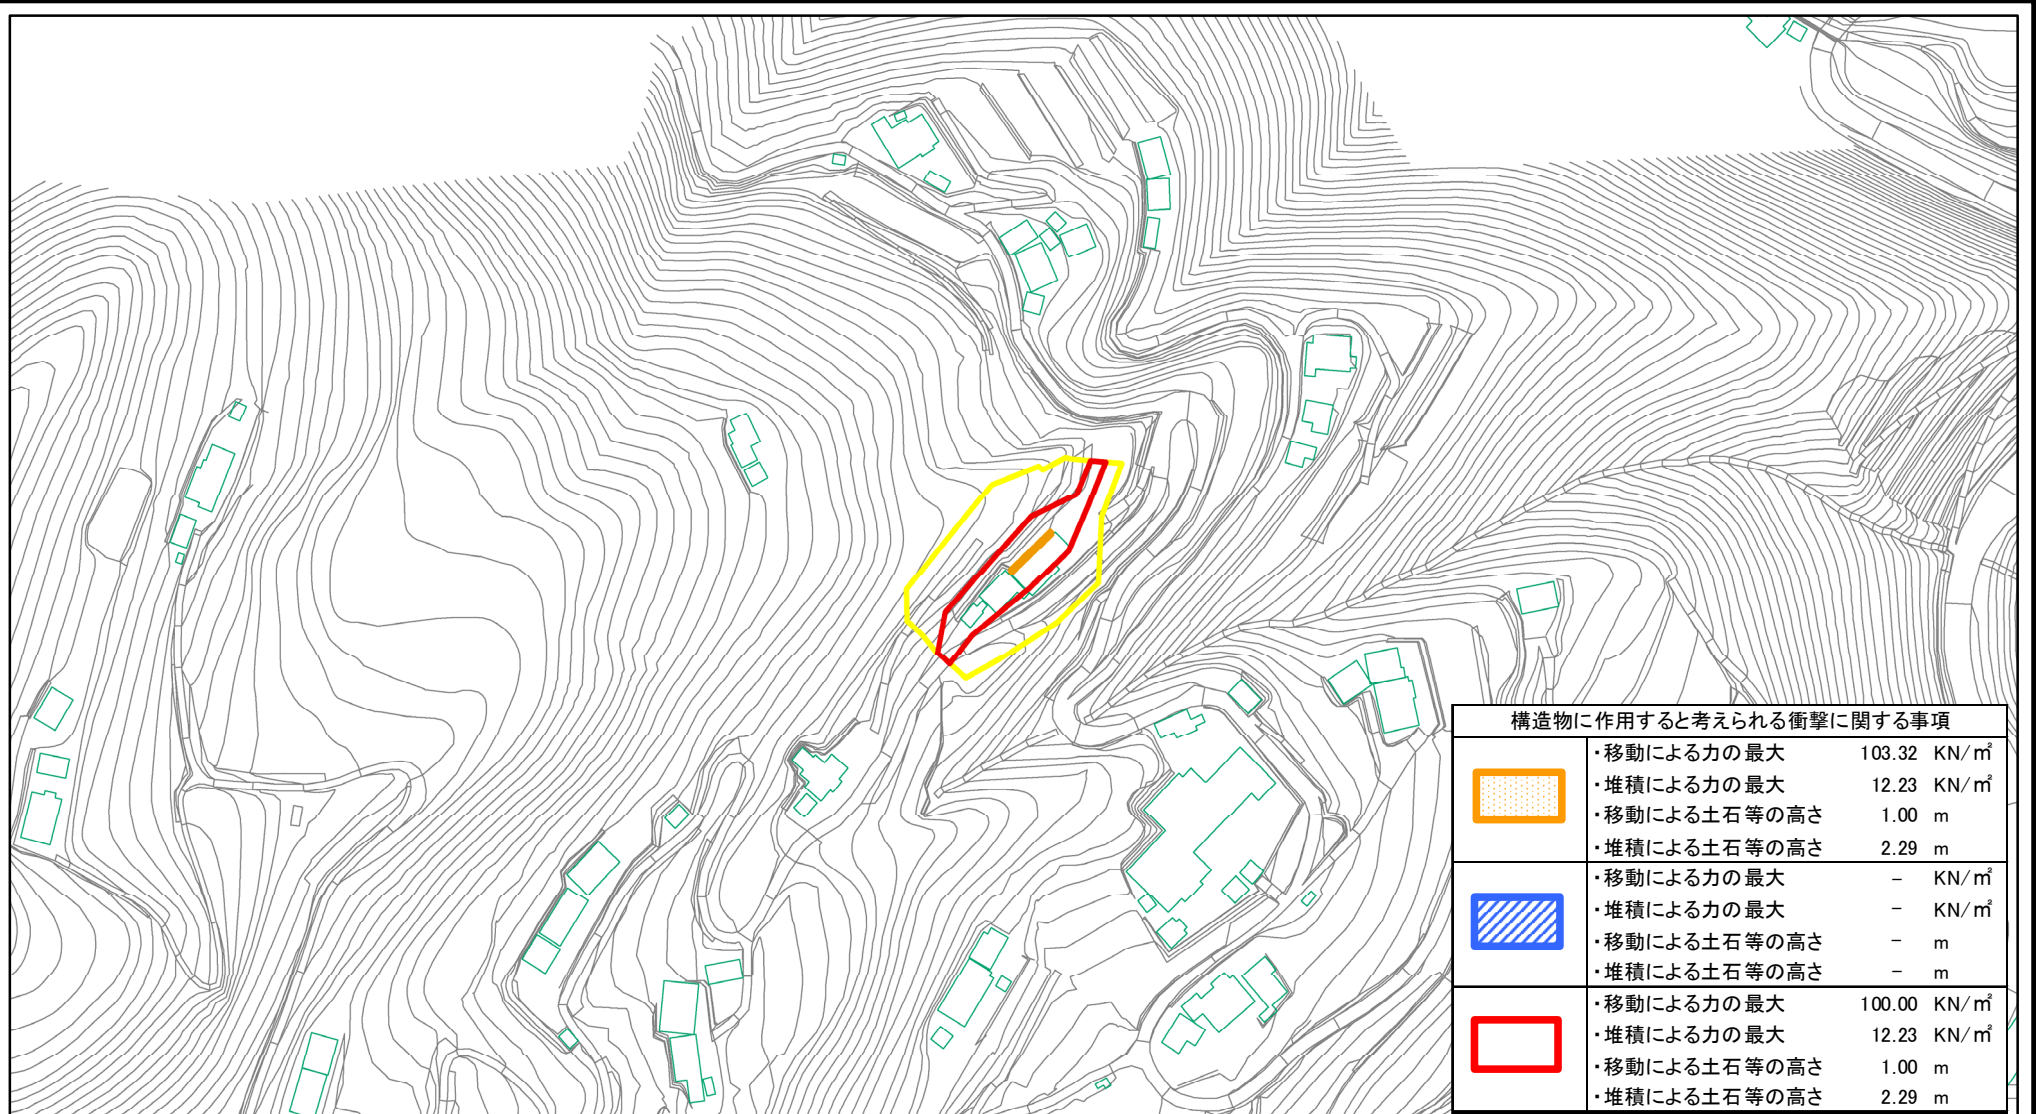 構造物に作用すると考えられる衝撃に関する事項
・移動による力の最大 103.32 KN/㎡
・堆積による力の最大 12.23 KN/㎡
・移動による土石等の高さ 1.00 m
・堆積による土石等の高さ 2.29 m
・移動による力の最大 － KN/㎡
・堆積による力の最大 － KN/㎡
・移動による土石等の高さ － m
・堆積による土石等の高さ － m
・移動による力の最大 100.00 KN/㎡
・堆積による力の最大 12.23 KN/㎡
・移動による土石等の高さ 1.00 m
・堆積による土石等の高さ 2.29 m